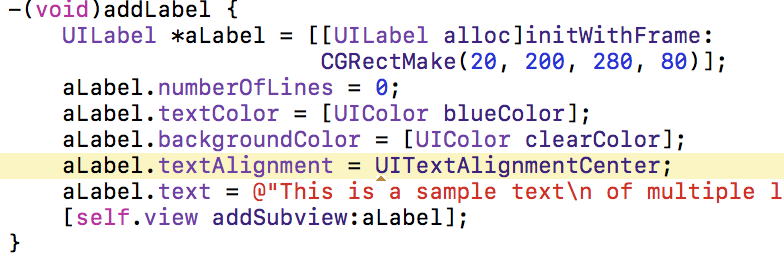 -(void)addLabel {
UILabel *aLabel = [[UILabel alloc]initWithFrame:
CGRectMake(20, 200, 280, 80)];
aLabel.numberOfLines = 0;
aLabel.textColor = [UIColor blueColor];
aLabel.backgroundColor = [UIColor clearColor];
aLabel.textAlignment = UITextAlignmentCenter;
aLabel.text = @"This is a sample text\n of multiple l
[self.view addSubview:aLabel];
}